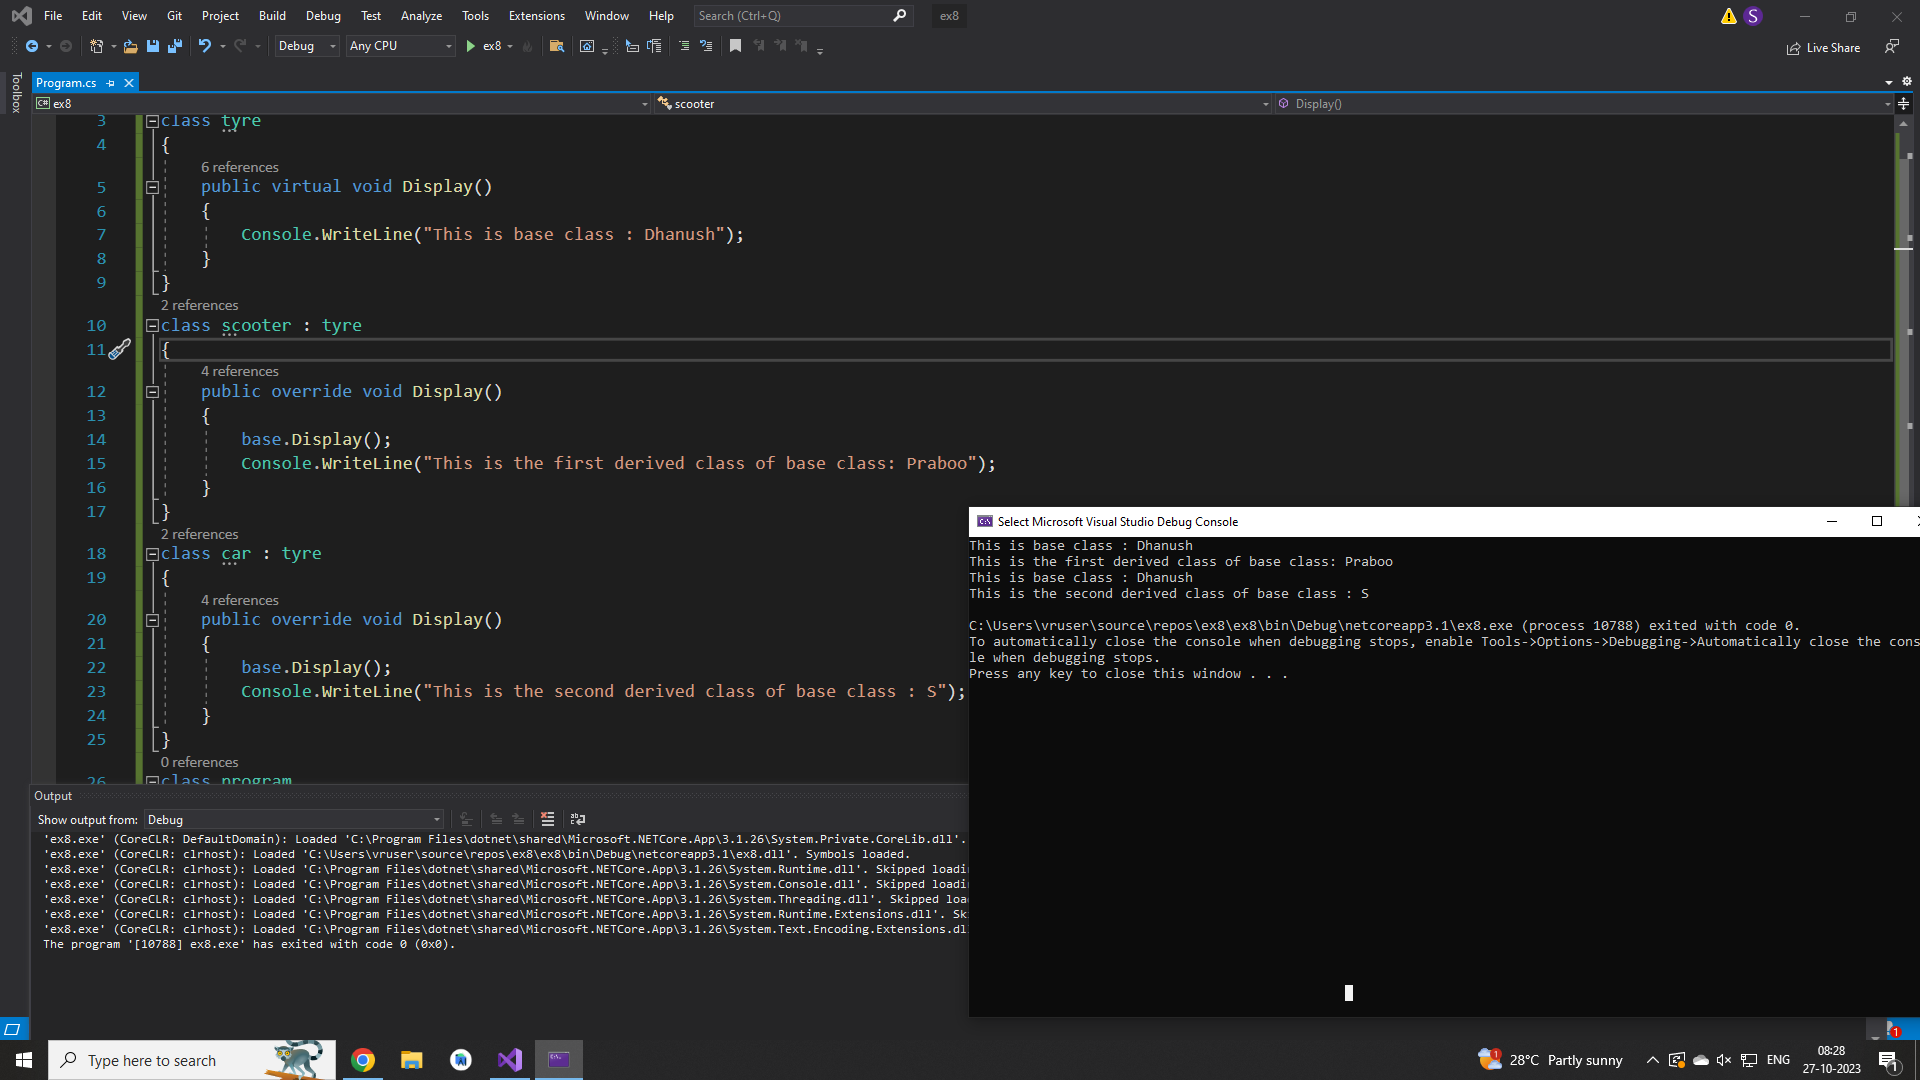 File Edit View Git Project Build Debug Test Analyze Tools Extensions Window Help Search (Ctrl+Q) ex8 S
Debug Any CPU ex8 Live Share
Toolbox
Program.cs
C# ex8 scooter Display()
3 class tyre
4 {
6 references
5 public virtual void Display()
6 {
7 Console.WriteLine("This is base class : Dhanush");
8 }
9 }
2 references
10 class scooter : tyre
11 {
4 references
12 public override void Display()
13 {
14 base.Display();
15 Console.WriteLine("This is the first derived class of base class: Praboo");
16 }
17 }
2 references
18 class car : tyre
19 {
4 references
20 public override void Display()
21 {
22 base.Display();
23 Console.WriteLine("This is the second derived class of base class : S");
24 }
25 }
0 references
26 class program
Select Microsoft Visual Studio Debug Console
This is base class : Dhanush
This is the first derived class of base class: Praboo
This is base class : Dhanush
This is the second derived class of base class : S
C:\Users\vruser\source\repos\ex8\ex8\bin\Debug\netcoreapp3.1\ex8.exe (process 10788) exited with code 0.
To automatically close the console when debugging stops, enable Tools->Options->Debugging->Automatically close the cons
le when debugging stops.
Press any key to close this window . . .
Output
Show output from: Debug
'ex8.exe' (CoreCLR: DefaultDomain): Loaded 'C:\Program Files\dotnet\shared\Microsoft.NETCore.App\3.1.26\System.Private.CoreLib.dll'.
'ex8.exe' (CoreCLR: clrhost): Loaded 'C:\Users\vruser\source\repos\ex8\ex8\bin\Debug\netcoreapp3.1\ex8.dll'. Symbols loaded.
'ex8.exe' (CoreCLR: clrhost): Loaded 'C:\Program Files\dotnet\shared\Microsoft.NETCore.App\3.1.26\System.Runtime.dll'. Skipped loadi
'ex8.exe' (CoreCLR: clrhost): Loaded 'C:\Program Files\dotnet\shared\Microsoft.NETCore.App\3.1.26\System.Console.dll'. Skipped loadi
'ex8.exe' (CoreCLR: clrhost): Loaded 'C:\Program Files\dotnet\shared\Microsoft.NETCore.App\3.1.26\System.Threading.dll'. Skipped loa
'ex8.exe' (CoreCLR: clrhost): Loaded 'C:\Program Files\dotnet\shared\Microsoft.NETCore.App\3.1.26\System.Runtime.Extensions.dll'. Sk
'ex8.exe' (CoreCLR: clrhost): Loaded 'C:\Program Files\dotnet\shared\Microsoft.NETCore.App\3.1.26\System.Text.Encoding.Extensions.dl
The program '[10788] ex8.exe' has exited with code 0 (0x0).
1
Type here to search 1 28°C Partly sunny ENG 08:28
27-10-2023 1